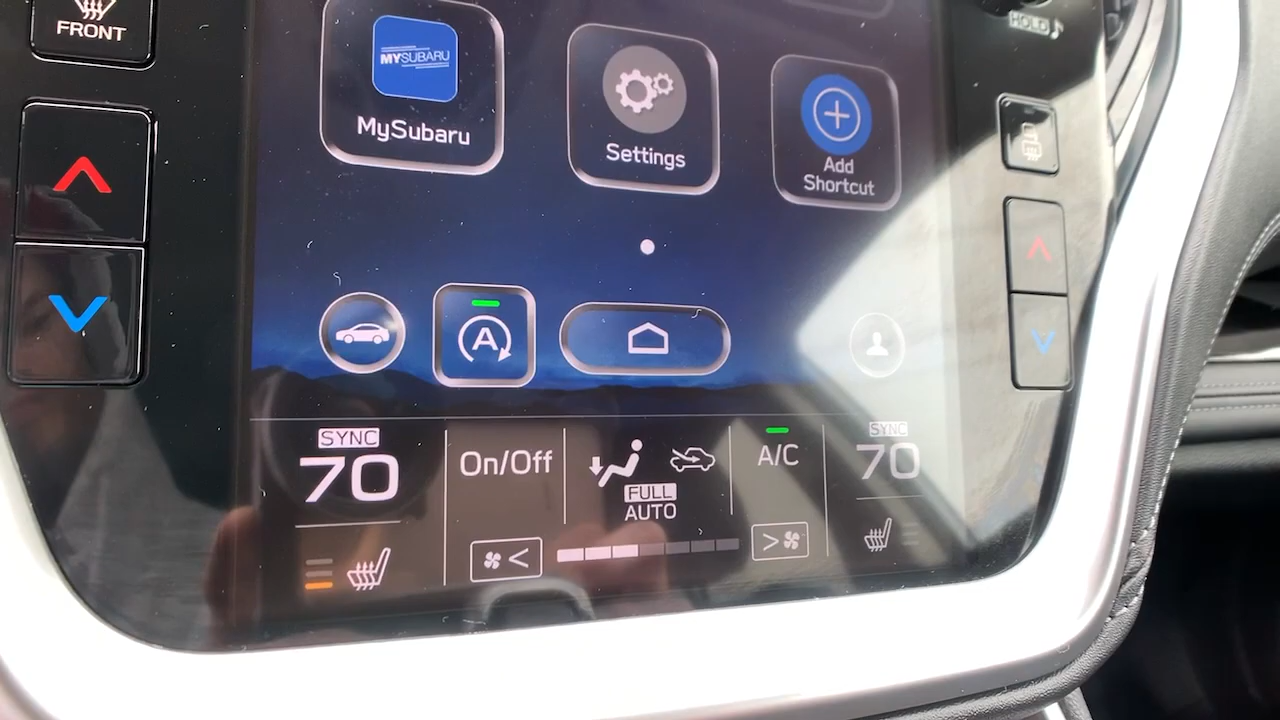 FRONT
HOLD
MYSUBARU
MySubaru
Settings
Add
Shortcut
A
SYNC
70
On/Off
FULL
AUTO
A/C
SYNC
70